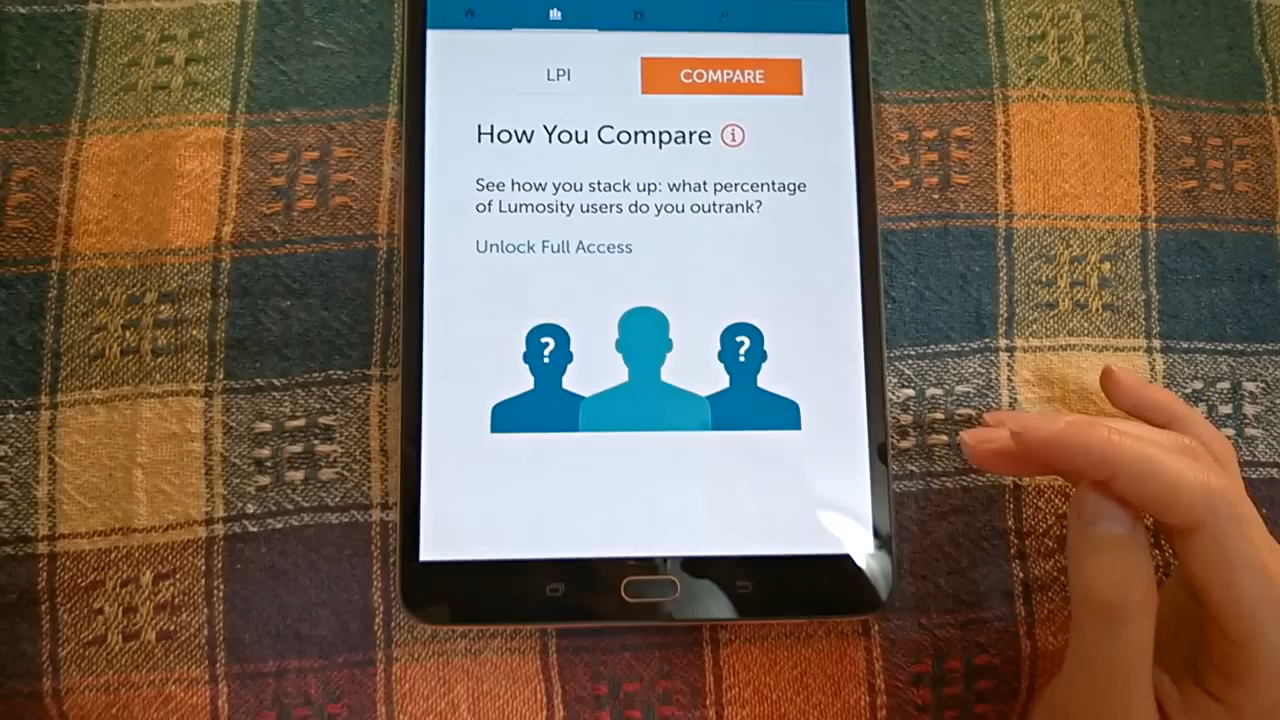 LPI
COMPARE
How You Compare i
See how you stack up: what percentage
of Lumosity users do you outrank?
Unlock Full Access
? ?